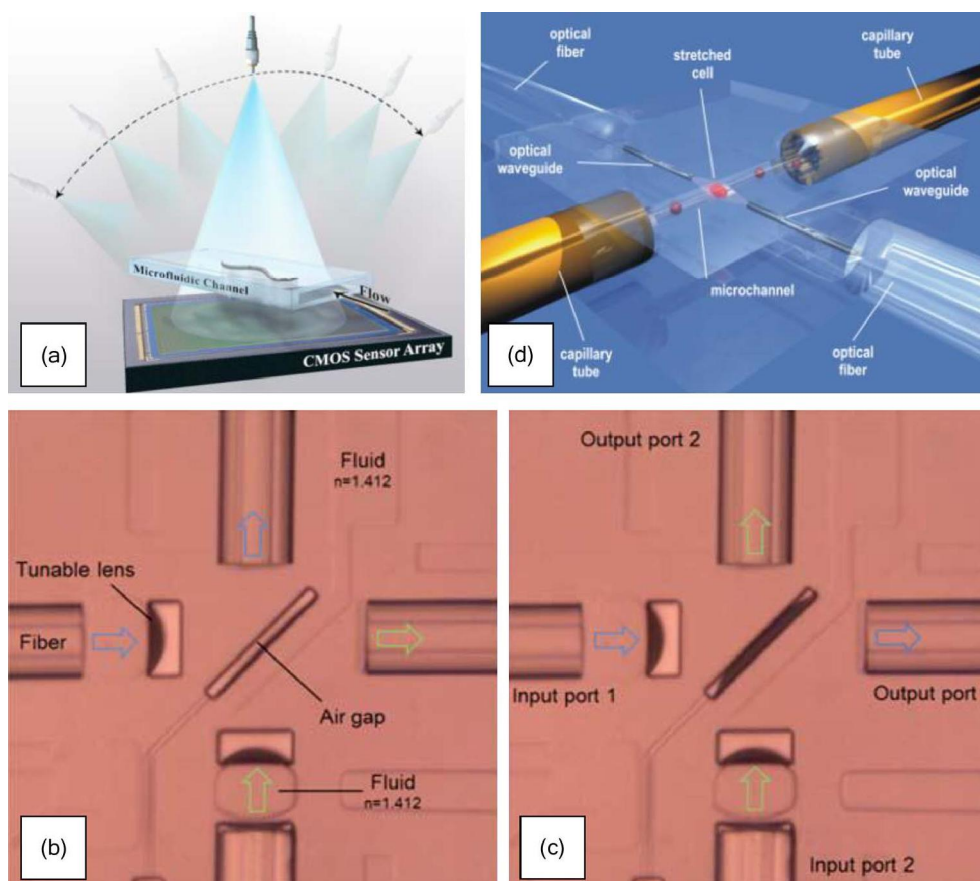 Microfluidic Channel
Flow
(a)
CMOS Sensor Array
optical
fiber
stretched
cell
capillary
tube
optical
waveguide
optical
waveguide
microchannel
(d)
capillary
tube
optical
fiber
Fluid
n=1.412
Tunable lens
Fiber
Air gap
Fluid
n=1.412
(b)
Output port 2
Input port 1
Output port
(c)
Input port 2